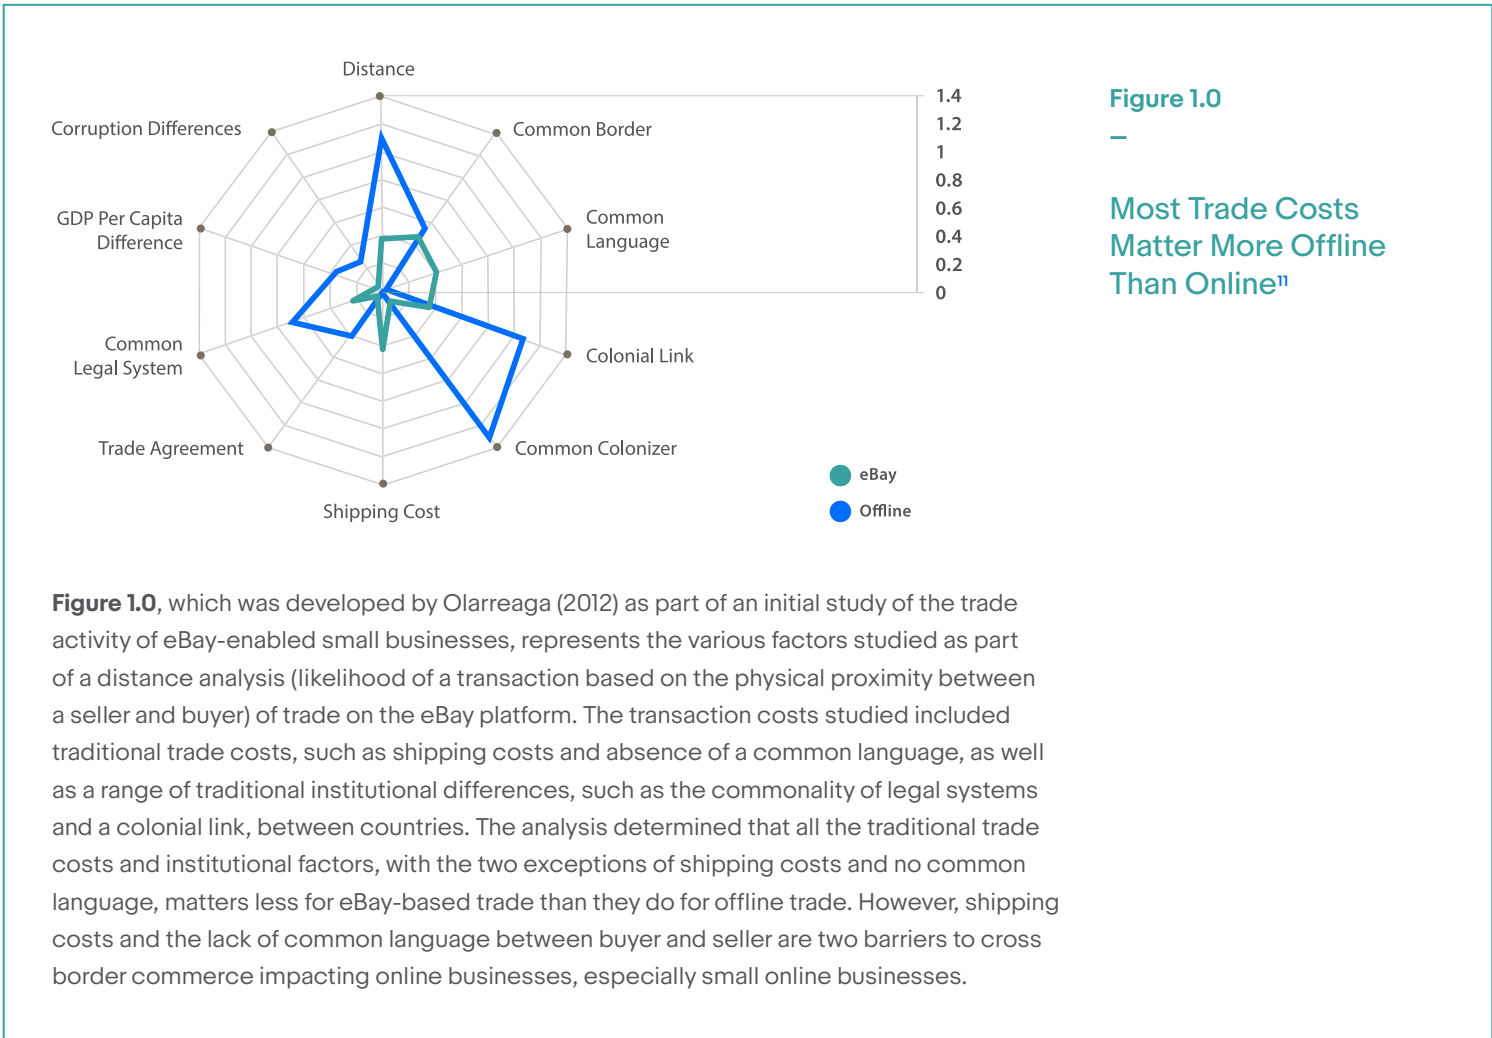 Distance
Corruption Differences
Common Border
GDP Per Capita
Difference
Common
Language
Common
Legal System
Colonial Link
Trade Agreement
Common Colonizer
Shipping Cost
1.4
1.2
1
0.8
0.6
0.4
0.2
0
eBay
Offline
Figure 1.0
–
Most Trade Costs
Matter More Offline
Than Online¹¹
Figure 1.0, which was developed by Olarreaga (2012) as part of an initial study of the trade
activity of eBay-enabled small businesses, represents the various factors studied as part
of a distance analysis (likelihood of a transaction based on the physical proximity between
a seller and buyer) of trade on the eBay platform. The transaction costs studied included
traditional trade costs, such as shipping costs and absence of a common language, as well
as a range of traditional institutional differences, such as the commonality of legal systems
and a colonial link, between countries. The analysis determined that all the traditional trade
costs and institutional factors, with the two exceptions of shipping costs and no common
language, matters less for eBay-based trade than they do for offline trade. However, shipping
costs and the lack of common language between buyer and seller are two barriers to cross
border commerce impacting online businesses, especially small online businesses.